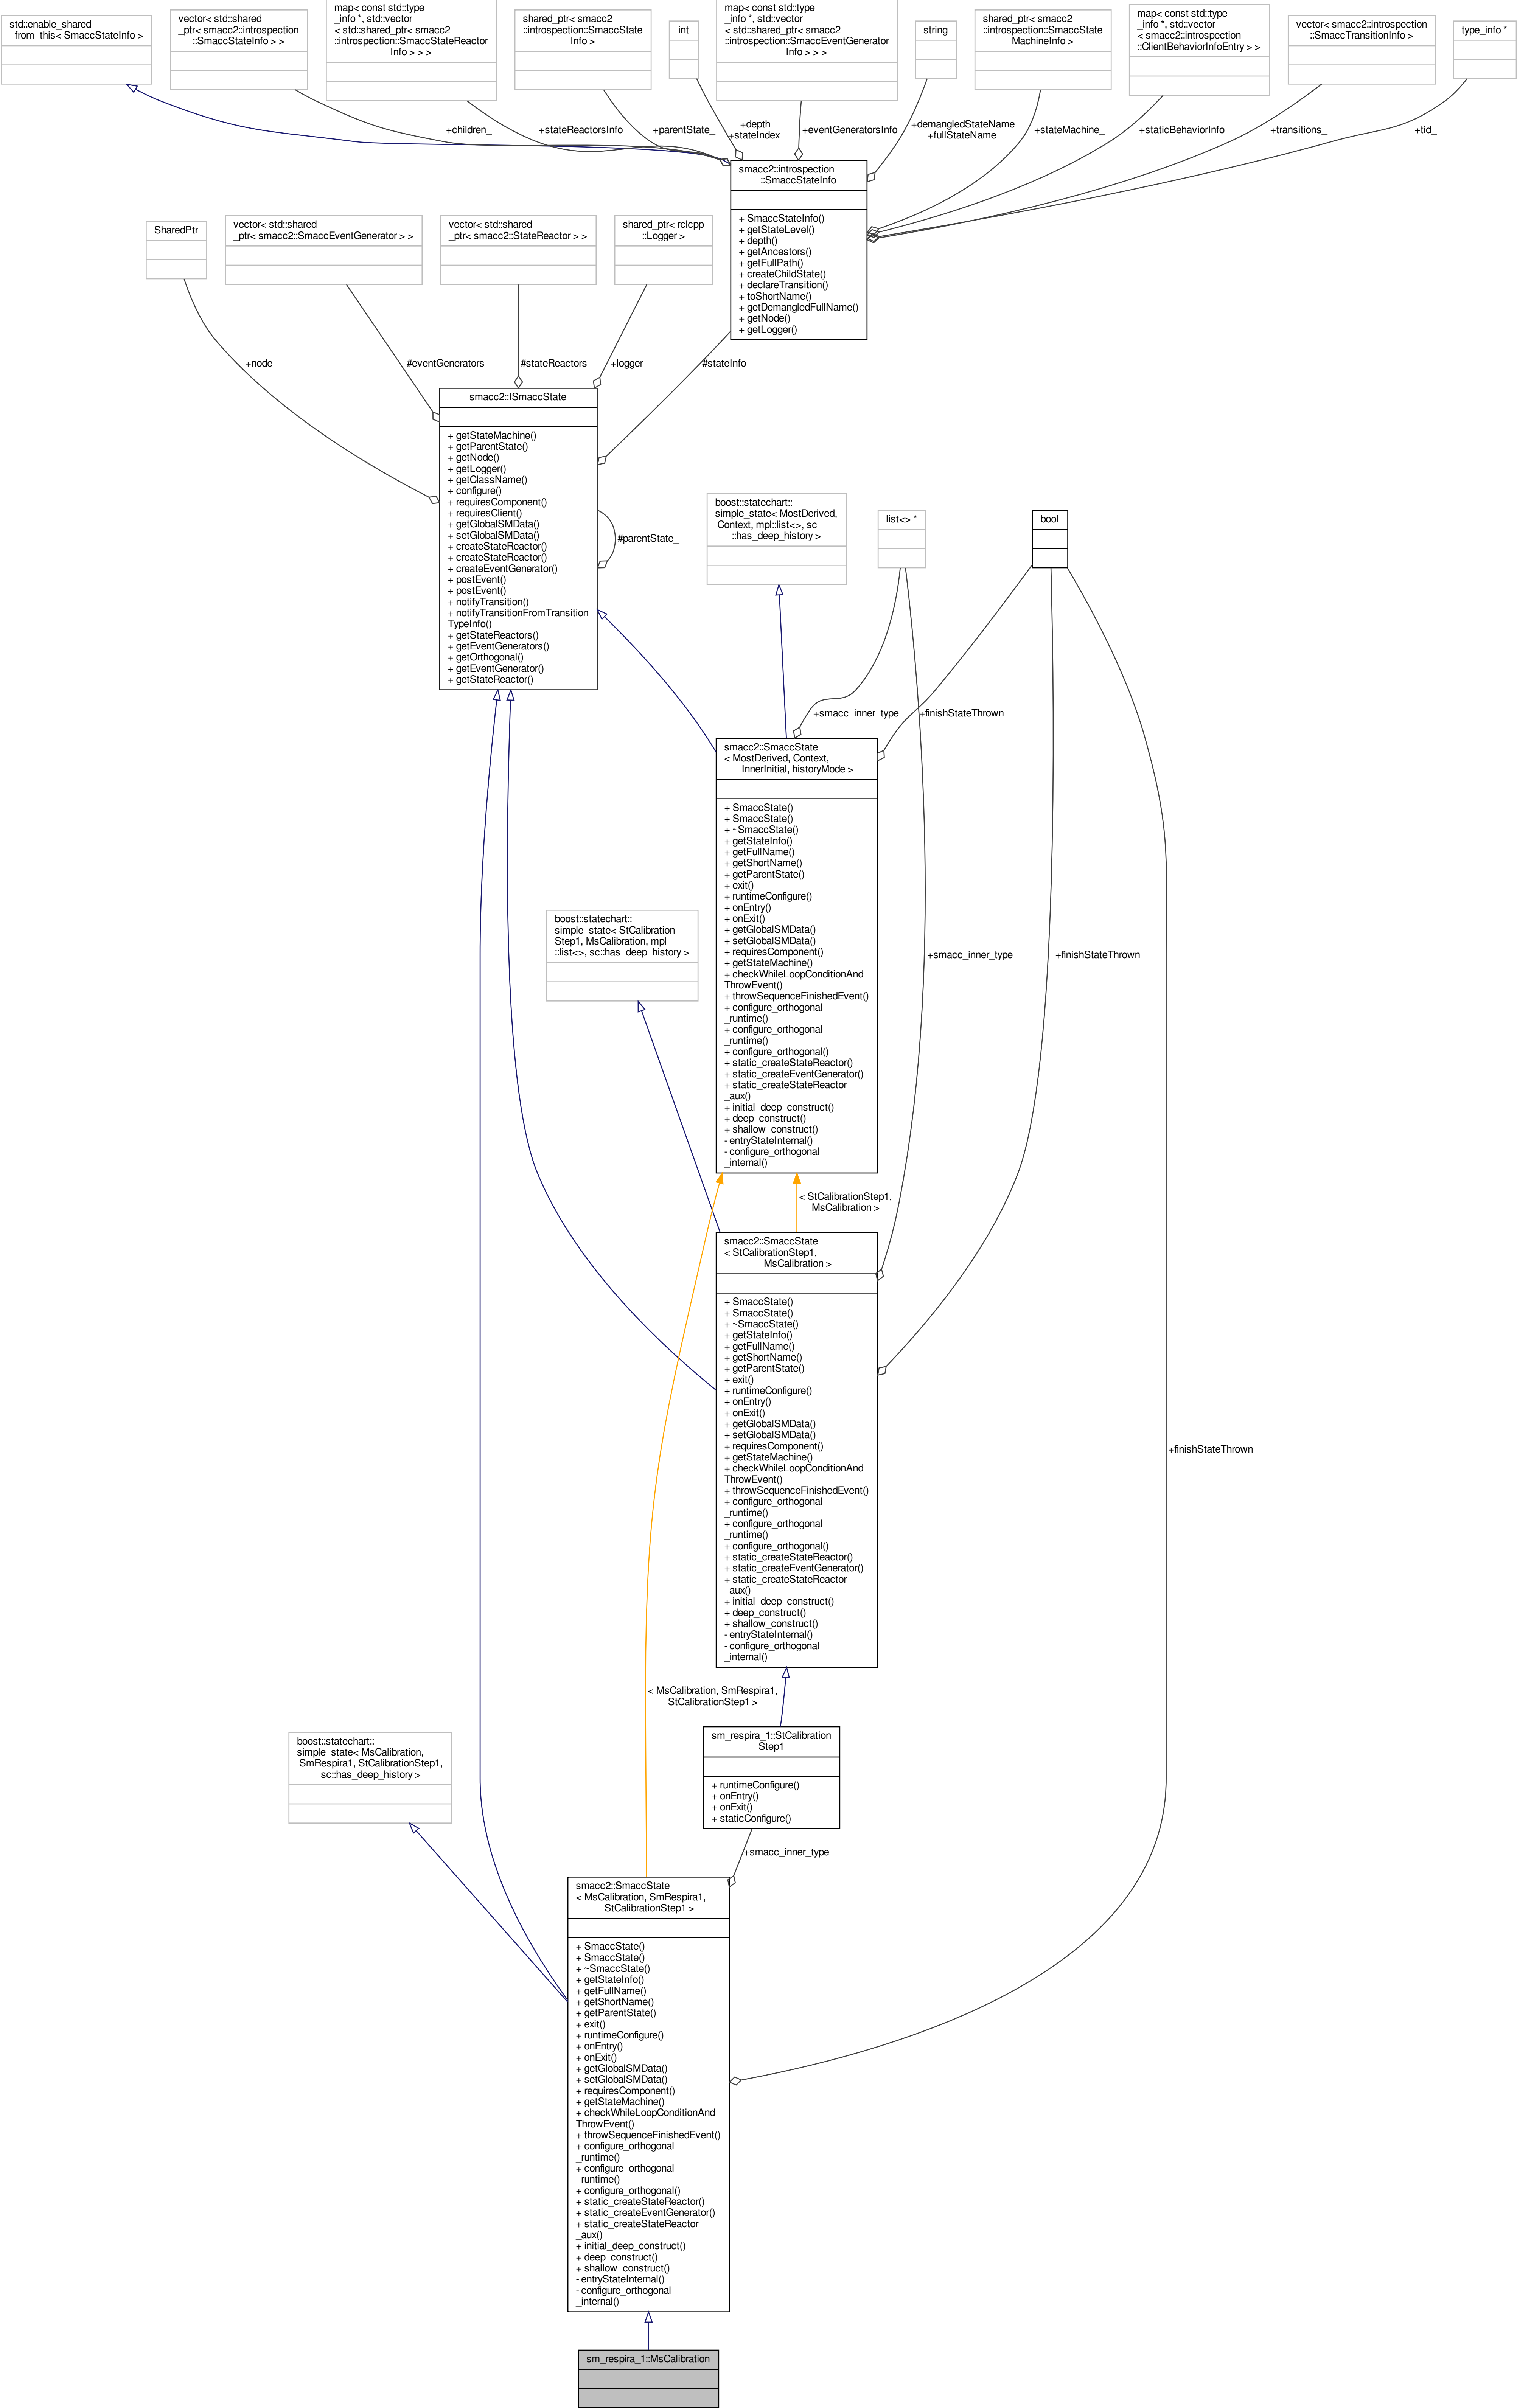 std::enable_shared
_from_this< SmaccStateInfo >
vector< std::shared
_ptr< smacc2::introspection
::SmaccStateInfo > >
map< const std::type
_info *, std::vector
< std::shared_ptr< smacc2
::introspection::SmaccStateReactor
Info > > >
shared_ptr< smacc2
::introspection::SmaccState
Info >
int
map< const std::type
_info *, std::vector
< std::shared_ptr< smacc2
::introspection::SmaccEventGenerator
Info > > >
string
shared_ptr< smacc2
::introspection::SmaccState
MachineInfo >
map< const std::type
_info *, std::vector
< smacc2::introspection
::ClientBehaviorInfoEntry > >
vector< smacc2::introspection
::SmaccTransitionInfo >
type_info *
+children_
+stateReactorsInfo
+parentState_
+depth_
+stateIndex_
+eventGeneratorsInfo
+demangledStateName
+fullStateName
+stateMachine_
+staticBehaviorInfo
+transitions_
+tid_
smacc2::introspection
::SmaccStateInfo
+ SmaccStateInfo()
+ getStateLevel()
+ depth()
+ getAncestors()
+ getFullPath()
+ createChildState()
+ declareTransition()
+ toShortName()
+ getDemangledFullName()
+ getNode()
+ getLogger()
SharedPtr
vector< std::shared
_ptr< smacc2::SmaccEventGenerator > >
vector< std::shared
_ptr< smacc2::StateReactor > >
shared_ptr< rclcpp
::Logger >
+node_
#eventGenerators_
#stateReactors_
+logger_
#stateInfo_
smacc2::ISmaccState
+ getStateMachine()
+ getParentState()
+ getNode()
+ getLogger()
+ getClassName()
+ configure()
+ requiresComponent()
+ requiresClient()
+ getGlobalSMData()
+ setGlobalSMData()
+ createStateReactor()
+ createStateReactor()
+ createEventGenerator()
+ postEvent()
+ postEvent()
+ notifyTransition()
+ notifyTransitionFromTransition
TypeInfo()
+ getStateReactors()
+ getEventGenerators()
+ getOrthogonal()
+ getEventGenerator()
+ getStateReactor()
#parentState_
boost::statechart::
simple_state< MostDerived,
Context, mpl::list<>, sc
::has_deep_history >
list<> *
bool
+smacc_inner_type
+finishStateThrown
smacc2::SmaccState
< MostDerived, Context,
InnerInitial, historyMode >
+ SmaccState()
+ SmaccState()
+ ~SmaccState()
+ getStateInfo()
+ getFullName()
+ getShortName()
+ getParentState()
+ exit()
+ runtimeConfigure()
+ onEntry()
+ onExit()
+ getGlobalSMData()
+ setGlobalSMData()
+ requiresComponent()
+ getStateMachine()
+ checkWhileLoopConditionAnd
ThrowEvent()
+ throwSequenceFinishedEvent()
+ configure_orthogonal
_runtime()
+ configure_orthogonal
_runtime()
+ configure_orthogonal()
+ static_createStateReactor()
+ static_createEventGenerator()
+ static_createStateReactor
_aux()
+ initial_deep_construct()
+ deep_construct()
+ shallow_construct()
- entryStateInternal()
- configure_orthogonal
_internal()
boost::statechart::
simple_state< StCalibration
Step1, MsCalibration, mpl
::list<>, sc::has_deep_history >
+smacc_inner_type
+finishStateThrown
< StCalibrationStep1,
MsCalibration >
smacc2::SmaccState
< StCalibrationStep1,
MsCalibration >
+ SmaccState()
+ SmaccState()
+ ~SmaccState()
+ getStateInfo()
+ getFullName()
+ getShortName()
+ getParentState()
+ exit()
+ runtimeConfigure()
+ onEntry()
+ onExit()
+ getGlobalSMData()
+ setGlobalSMData()
+ requiresComponent()
+ getStateMachine()
+ checkWhileLoopConditionAnd
ThrowEvent()
+ throwSequenceFinishedEvent()
+ configure_orthogonal
_runtime()
+ configure_orthogonal
_runtime()
+ configure_orthogonal()
+ static_createStateReactor()
+ static_createEventGenerator()
+ static_createStateReactor
_aux()
+ initial_deep_construct()
+ deep_construct()
+ shallow_construct()
- entryStateInternal()
- configure_orthogonal
_internal()
+finishStateThrown
< MsCalibration, SmRespira1,
StCalibrationStep1 >
sm_respira_1::StCalibration
Step1
+ runtimeConfigure()
+ onEntry()
+ onExit()
+ staticConfigure()
boost::statechart::
simple_state< MsCalibration,
SmRespira1, StCalibrationStep1,
sc::has_deep_history >
+smacc_inner_type
smacc2::SmaccState
< MsCalibration, SmRespira1,
StCalibrationStep1 >
+ SmaccState()
+ SmaccState()
+ ~SmaccState()
+ getStateInfo()
+ getFullName()
+ getShortName()
+ getParentState()
+ exit()
+ runtimeConfigure()
+ onEntry()
+ onExit()
+ getGlobalSMData()
+ setGlobalSMData()
+ requiresComponent()
+ getStateMachine()
+ checkWhileLoopConditionAnd
ThrowEvent()
+ throwSequenceFinishedEvent()
+ configure_orthogonal
_runtime()
+ configure_orthogonal
_runtime()
+ configure_orthogonal()
+ static_createStateReactor()
+ static_createEventGenerator()
+ static_createStateReactor
_aux()
+ initial_deep_construct()
+ deep_construct()
+ shallow_construct()
- entryStateInternal()
- configure_orthogonal
_internal()
sm_respira_1::MsCalibration